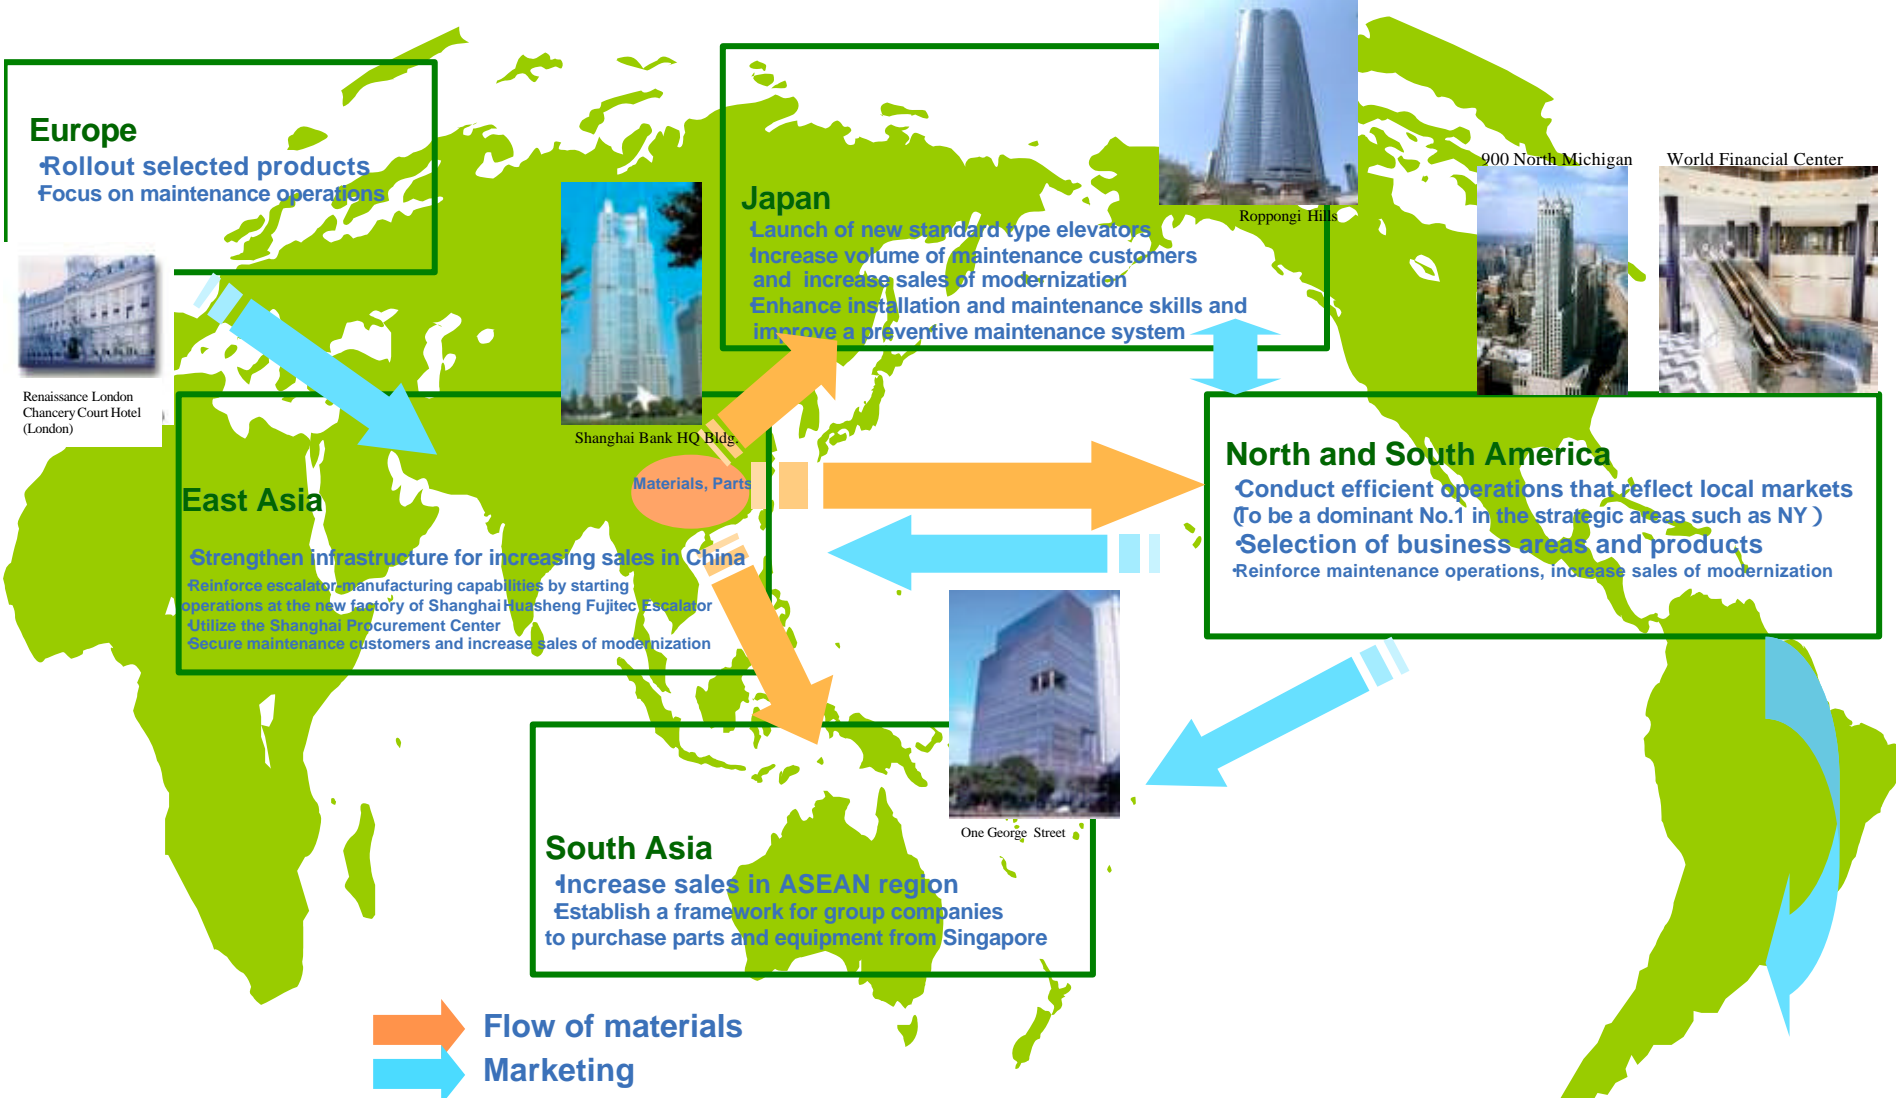 Europe
・Rollout selected products
・Focus on maintenance operations
Renaissance London
Chancery Court Hotel
(London)
Shanghai Bank HQ Bldg.
Japan
・Launch of new standard type elevators
・Increase volume of maintenance customers
and increase sales of modernization
・Enhance installation and maintenance skills and
improve a preventive maintenance system
Roppongi Hills
900 North Michigan
World Financial Center
East Asia
・Strengthen infrastructure for increasing sales in China
・Reinforce escalator-manufacturing capabilities by starting
operations at the new factory of Shanghai Huasheng Fujitec Escalator
・Utilize the Shanghai Procurement Center
・Secure maintenance customers and increase sales of modernization
Materials, Parts
North and South America
・Conduct efficient operations that reflect local markets
(To be a dominant No.1 in the strategic areas such as NY )
・Selection of business areas and products
・Reinforce maintenance operations, increase sales of modernization
One George Street
South Asia
・Increase sales in ASEAN region
・Establish a framework for group companies
to purchase parts and equipment from Singapore
Flow of materials
Marketing